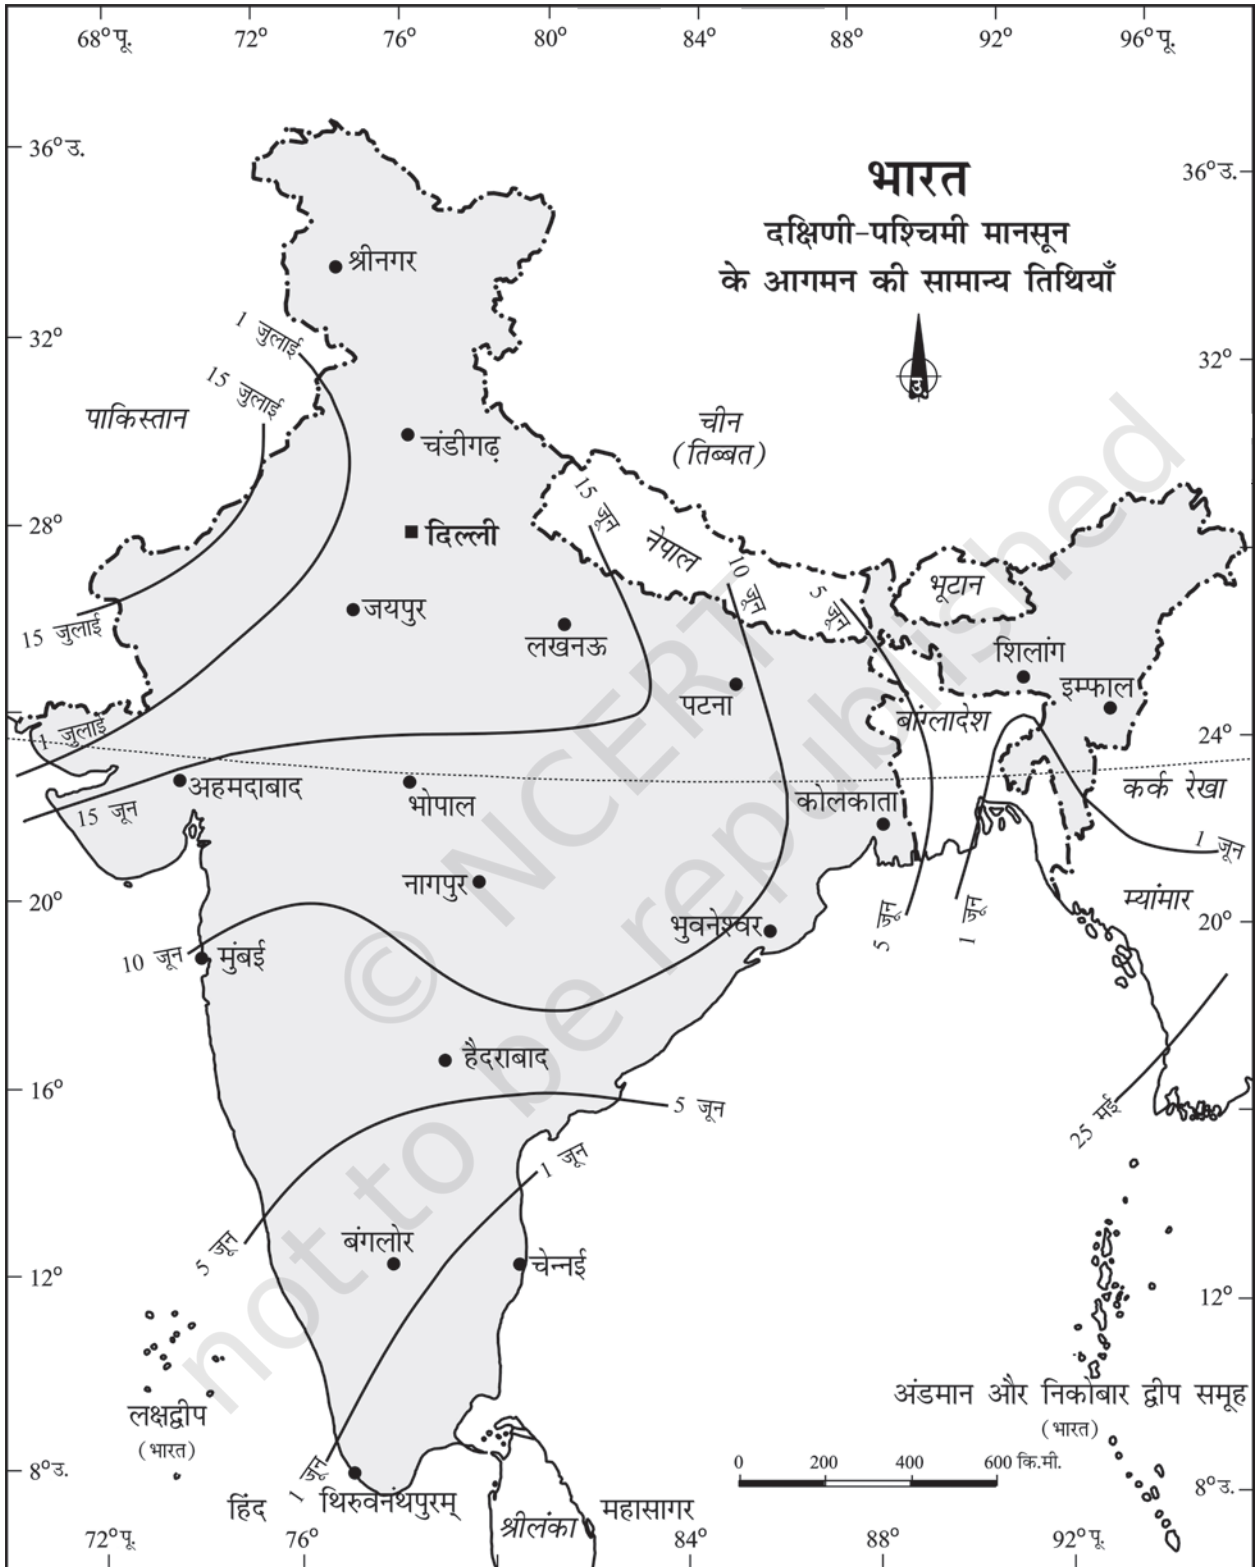 68° पू.
72°
76°
80°
84°
88°
92°
96° पू.
36° उ.
36° उ.
भारत
दक्षिणी-पश्चिमी मानसून
के आगमन की सामान्य तिथियाँ
श्रीनगर
1 जुलाई
32°
32°
15 जुलाई
उ
पाकिस्तान
चंडीगढ़
चीन
(तिब्बत)
15 जून
28°
दिल्ली
नेपाल
10 जून
5 जून
भूटान
15 जुलाई
जयपुर
लखनऊ
शिलांग
पटना
इम्फाल
बांग्लादेश
1 जुलाई
24°
अहमदाबाद
भोपाल
कोलकाता
कर्क रेखा
15 जून
1 जून
नागपुर
20°
म्यांमार
20°
भुवनेश्वर
5 जून
1 जून
10 जून
मुंबई
हैदराबाद
16°
5 जून
25 मई
1 जून
बंगलोर
5 जून
चेन्नई
12°
12°
लक्षद्वीप
(भारत)
अंडमान और निकोबार द्वीप समूह
(भारत)
8° उ.
0 200 400 600 कि.मी.
8° उ.
1 जून
हिंद
थिरुवनंथपुरम्
श्रीलंका
महासागर
72° पू.
76°
84°
88°
92° पू.
© NCERT
not to be republished